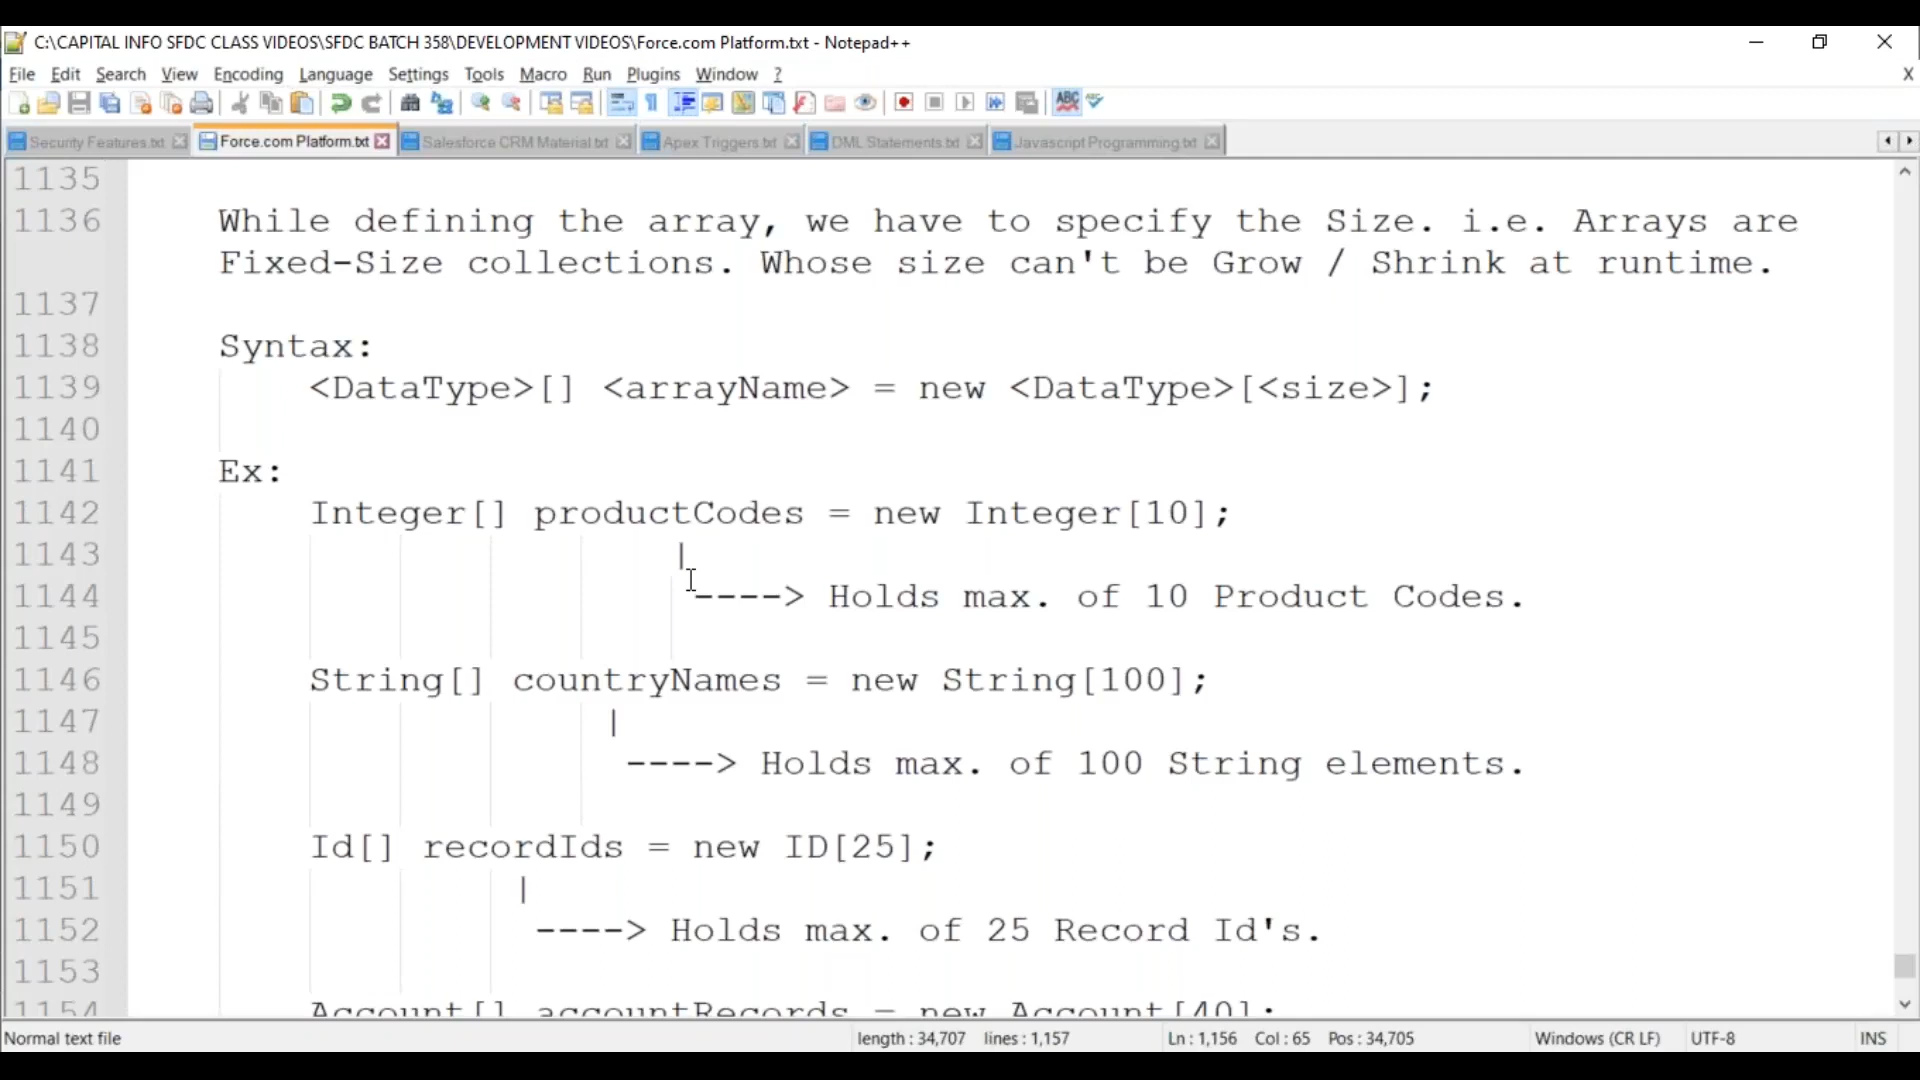 C:\CAPITAL INFO SFDC CLASS VIDEOS\SFDC BATCH 358\DEVELOPMENT VIDEOS\Force.com Platform.txt - Notepad++
File Edit Search View Encoding Language Settings Tools Macro Run Plugins Window ? X
Security Features.txt Force.com Platform.txt Salesforce CRM Material.txt Apex Triggers.txt DML Statements.txt Javascript Programming.txt
1135
1136 While defining the array, we have to specify the Size. i.e. Arrays are
Fixed-Size collections. Whose size can't be Grow / Shrink at runtime.
1137
1138 Syntax:
1139 <DataType>[] <arrayName> = new <DataType>[<size>];
1140
1141 Ex:
1142 Integer[] productCodes = new Integer[10];
1143 |
1144 ----> Holds max. of 10 Product Codes.
1145
1146 String[] countryNames = new String[100];
1147 |
1148 ----> Holds max. of 100 String elements.
1149
1150 Id[] recordIds = new ID[25];
1151 |
1152 ----> Holds max. of 25 Record Id's.
1153
1154 Account[] accountRecords = new Account[40];
Normal text file length : 34,707 lines : 1,157 Ln : 1,156 Col : 65 Pos : 34,705 Windows (CR LF) UTF-8 INS